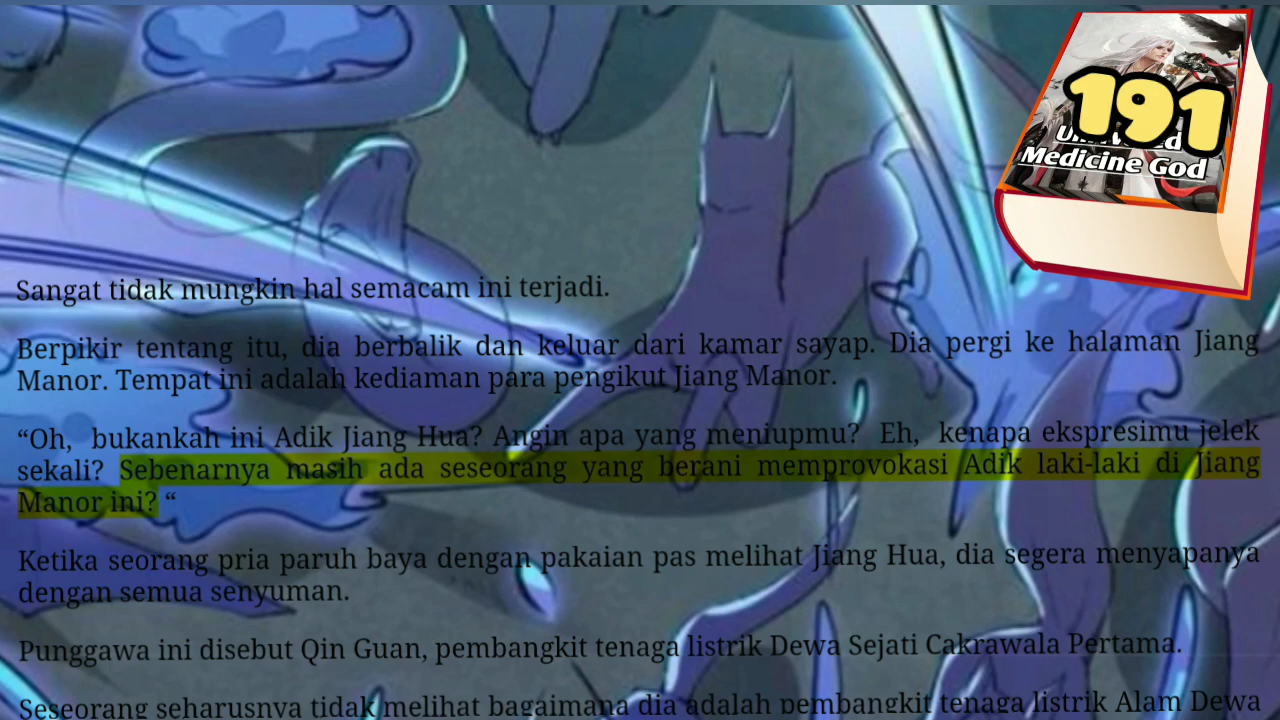 191
Medicine God
Sangat tidak mungkin hal semacam ini terjadi.
Berpikir tentang itu, dia berbalik dan keluar dari kamar sayap. Dia pergi ke halaman Jiang
Manor. Tempat ini adalah kediaman para pengikut Jiang Manor.
“Oh, bukankah ini Adik Jiang Hua? Angin apa yang meniupmu? Eh, kenapa ekspresimu jelek
sekali? Sebenarnya masih ada seseorang yang berani memprovokasi Adik laki-laki di Jiang
Manor ini? “
Ketika seorang pria paruh baya dengan pakaian pas melihat Jiang Hua, dia segera menyapanya
dengan semua senyuman.
Punggawa ini disebut Qin Guan, pembangkit tenaga listrik Dewa Sejati Cakrawala Pertama.
Seseorang seharusnya tidak melihat bagaimana dia adalah pembangkit tenaga listrik Alam Dewa